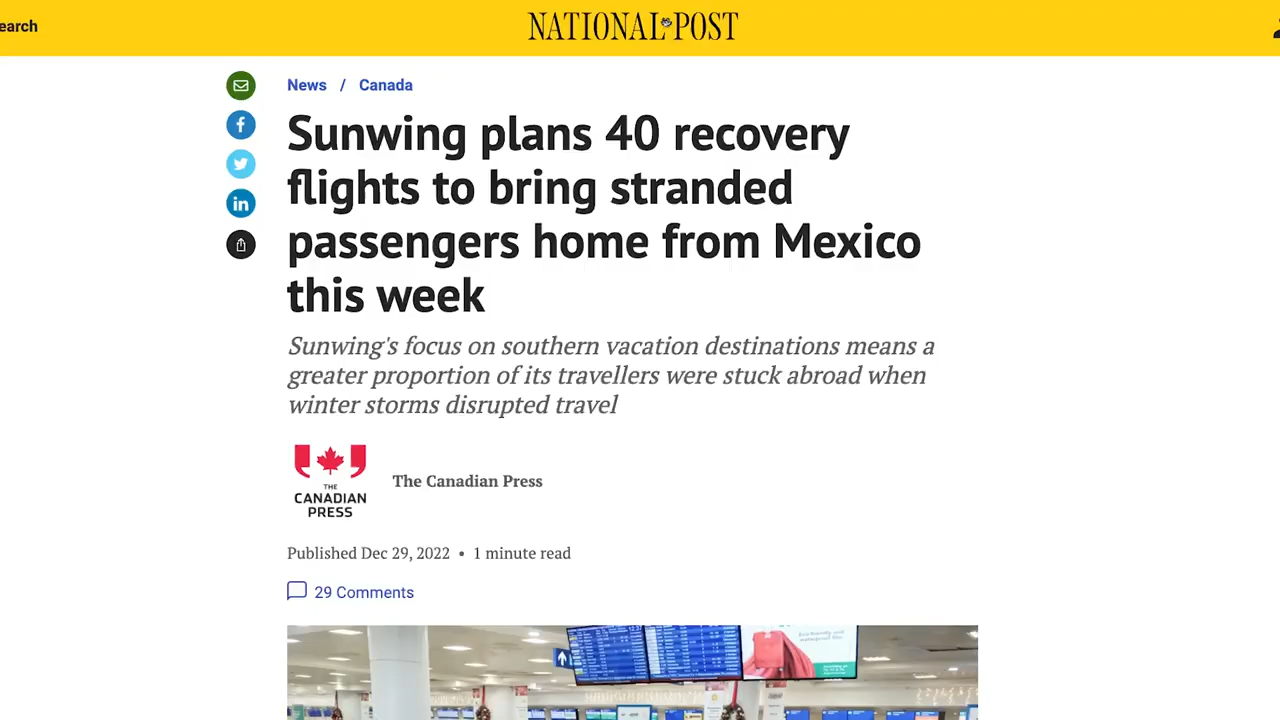 earch
NATIONAL POST
News / Canada
Sunwing plans 40 recovery
flights to bring stranded
passengers home from Mexico
this week
Sunwing's focus on southern vacation destinations means a
greater proportion of its travellers were stuck abroad when
winter storms disrupted travel
THE
CANADIAN
PRESS
The Canadian Press
Published Dec 29, 2022 • 1 minute read
29 Comments